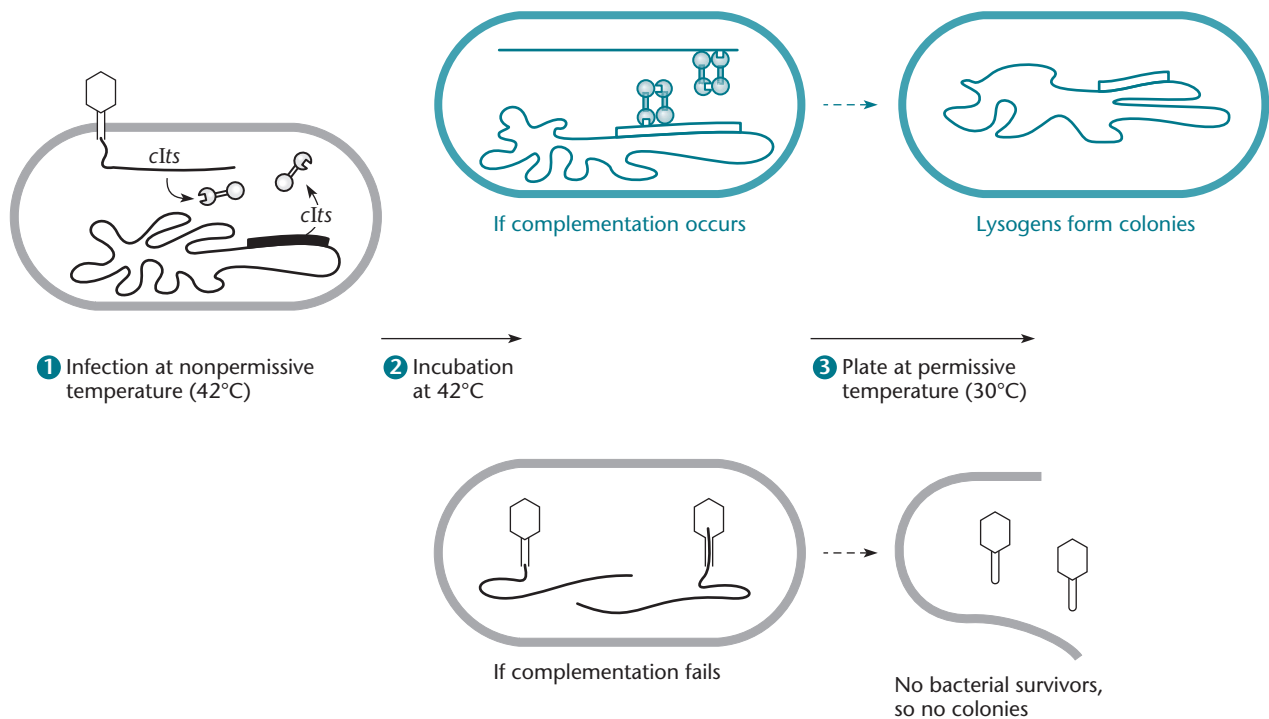 cIts
cIts
If complementation occurs
Lysogens form colonies
1 Infection at nonpermissive
temperature (42°C)
2 Incubation
at 42°C
3 Plate at permissive
temperature (30°C)
If complementation fails
No bacterial survivors,
so no colonies